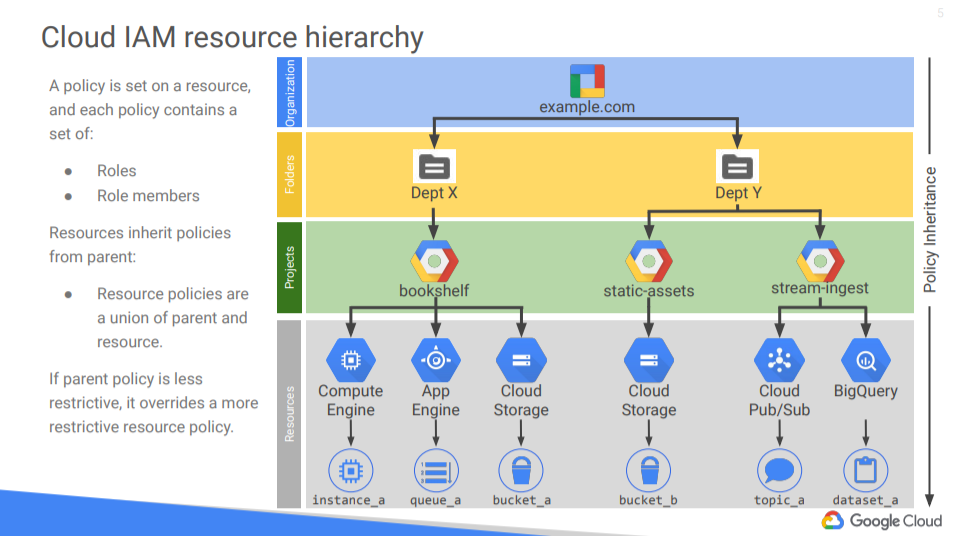 5
Cloud IAM resource hierarchy
A policy is set on a resource,
and each policy contains a
set of:
● Roles
● Role members
Resources inherit policies
from parent:
● Resource policies are
a union of parent and
resource.
If parent policy is less
restrictive, it overrides a more
restrictive resource policy.
Organization
example.com
Folders
Dept X
Dept Y
Projects
bookshelf
static-assets
stream-ingest
Resources
Compute
Engine
App
Engine
Cloud
Storage
Cloud
Storage
Cloud
Pub/Sub
BigQuery
instance_a
queue_a
bucket_a
bucket_b
topic_a
dataset_a
Policy Inheritance
Google Cloud